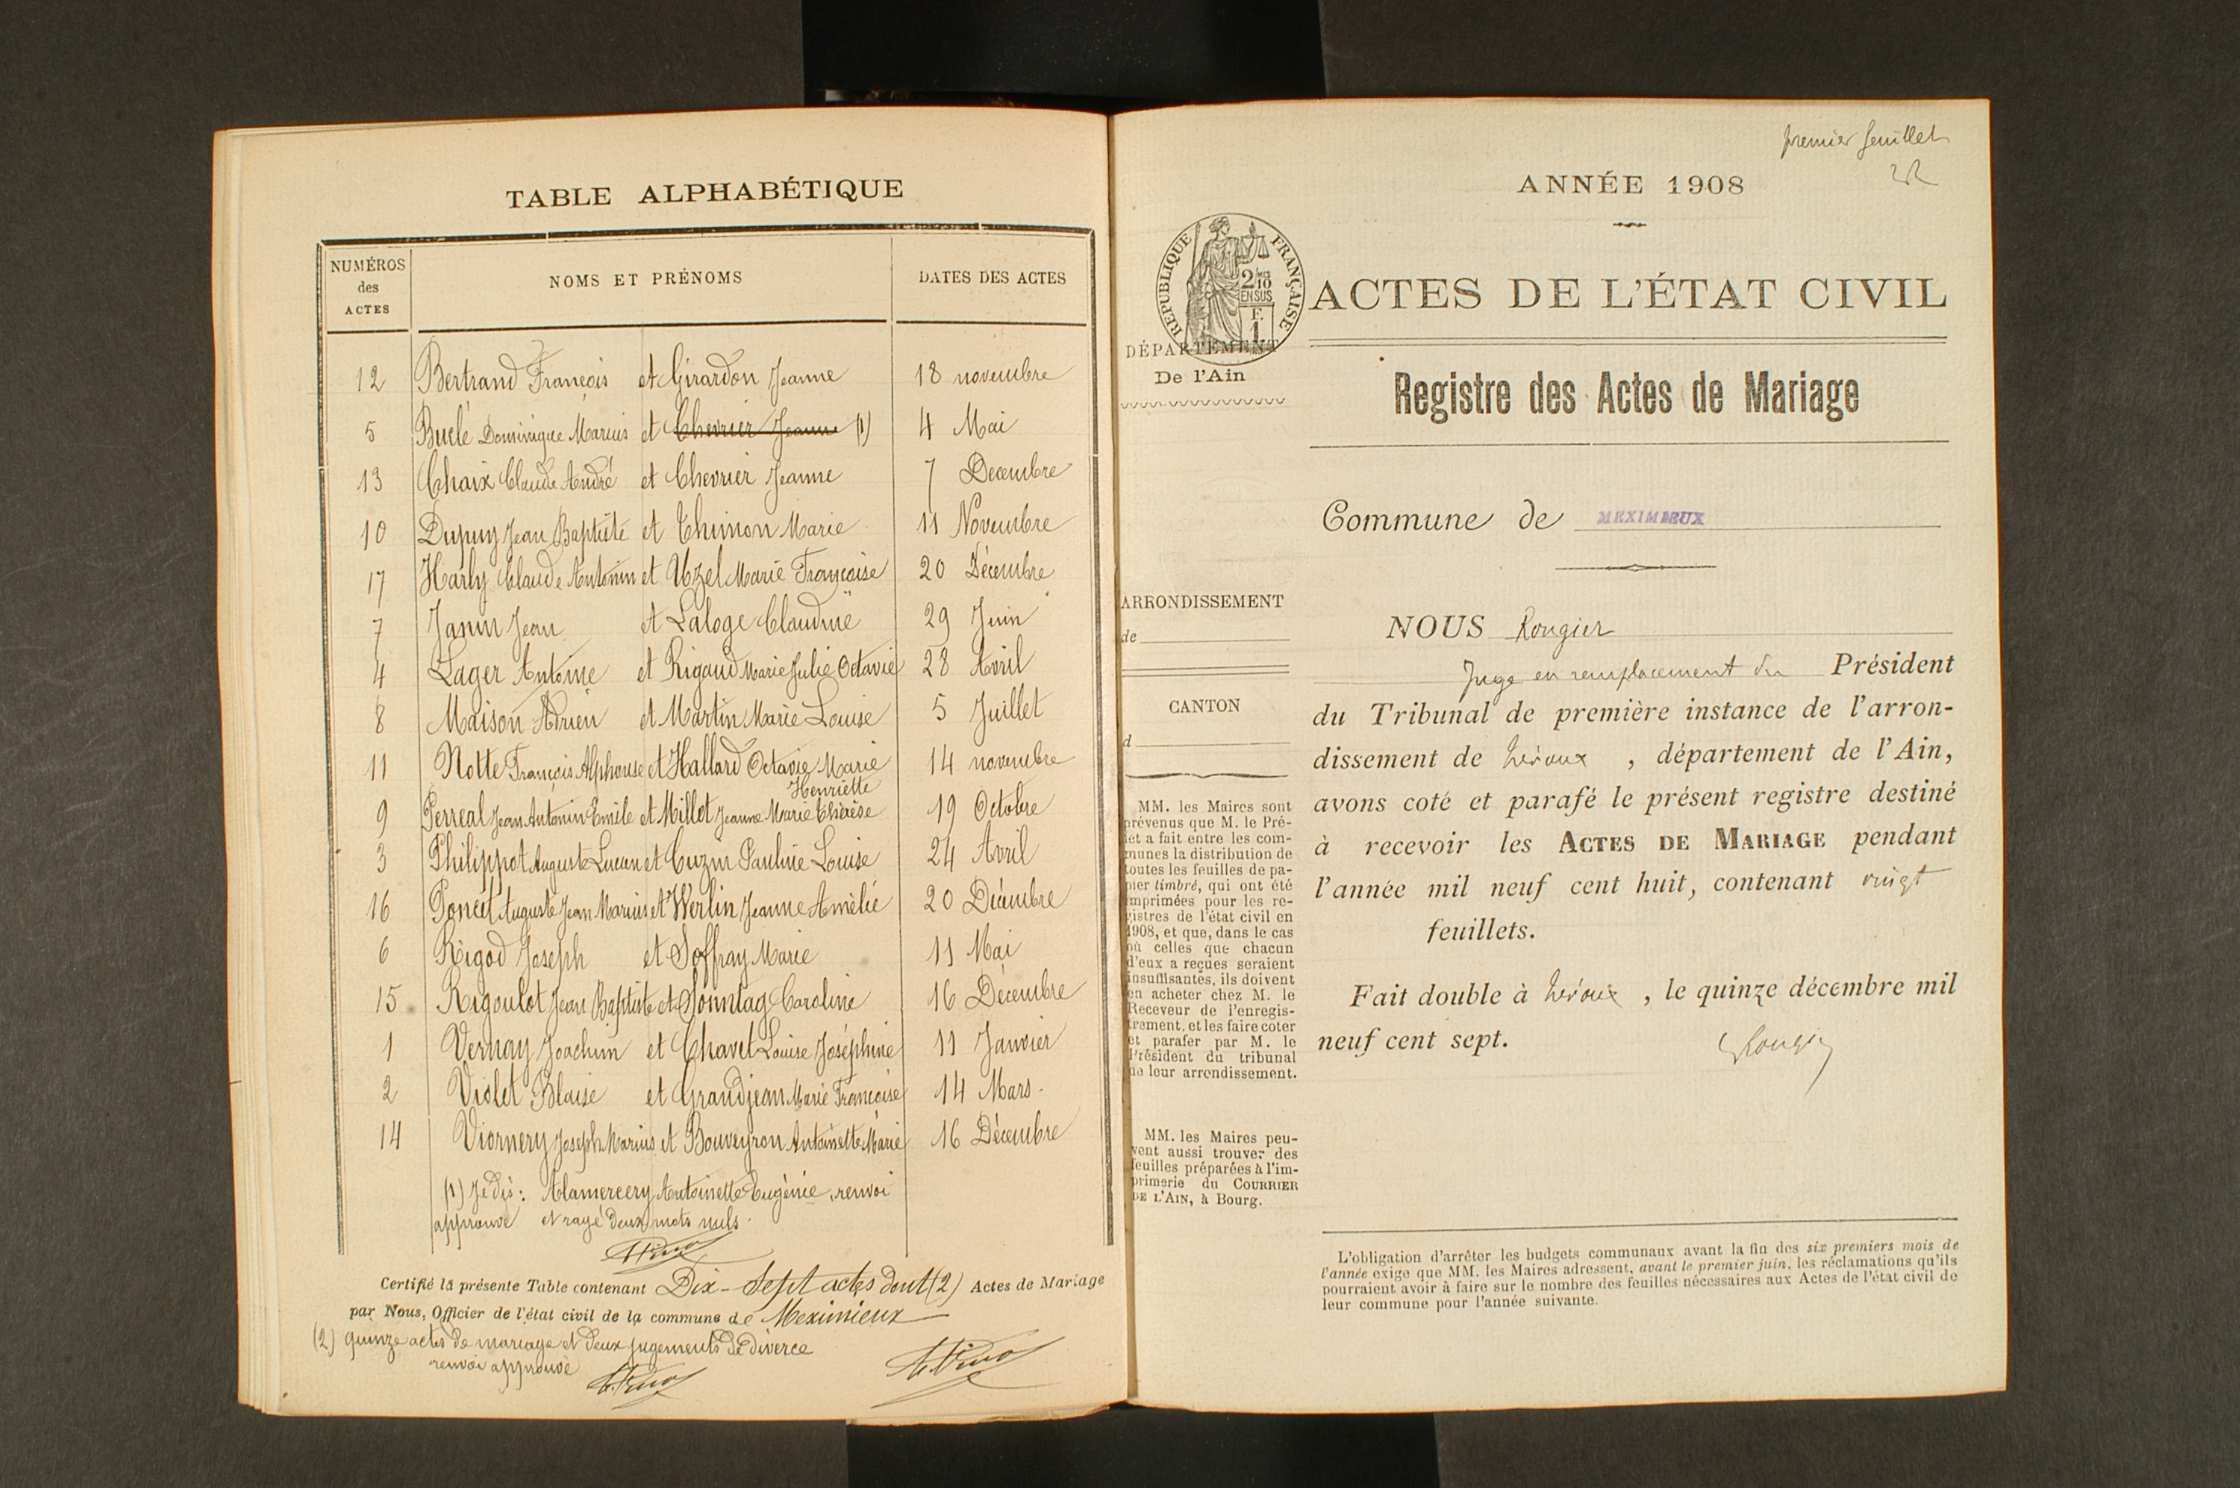 TABLE ALPHABÉTIQUE
NUMÉROS des ACTES
NOMS ET PRÉNOMS
DATES DES ACTES
12 Bertrand François et Girardon Jeanne 18 novembre
5 Buclé Dominique Marius et Chevrier Jeanne (1) 4 Mai
13 Chaix Claude André et Chevrier Jeanne 7 Decembre
10 Dupuy Jean Baptiste et Thimon Marie 11 Novembre
17 Harly Claude Antonin et Uzel Marie Françoise 20 Décembre
7 Janin Jean et Laloge Claudine 29 Juin
4 Lager Antoine et Rigaud Marie Julie Octavie 28 Avril
8 Maison Adrien et Martin Marie Louise 5 Juillet
11 Notte François Alphonse et Hallard Octavie Marie 14 novembre
Henriette
9 Perreal Jean Antonin Emile et Millot Jeanne Marie Thérèse 19 Octobre
3 Philippot Auguste Lucien et Cuzin Pauline Louise 24 Avril
16 Poncet Auguste Jean Marius et Werlin Jeanne Amélie 20 Décembre
6 Rigod Joseph et Soffray Marie 11 Mai
15 Rigoulot Jean Baptiste et Sonntag Caroline 16 Décembre
1 Vernay Joachim et Chavet Louise Joséphine 11 Janvier
2 Violet Blaise et Grandjean Marie Françoise 14 Mars
14 Viornery Joseph Marius et Bouveyron Antoinette Marie 16 Décembre
(1) Je dis: Alamercery Antoinette Eugénie, renvoi
approuvé et rayé deux mots nuls.
Certifié la présente Table contenant Dix-Sept actes dont (2) Actes de Mariage
par Nous, Officier de l'état civil de la commune de Meximieux
(2) quinze actes de mariage et deux jugements de divorce
renvoi approuvé
premier feuillet
ANNÉE 1908
RÉPUBLIQUE FRANÇAISE
2/10 EN SUS
F. 1
ACTES DE L'ÉTAT CIVIL
DÉPARTEMENT
De l'Ain
Registre des Actes de Mariage
Commune de MEXIMIEUX
ARRONDISSEMENT
de
CANTON
d
MM. les Maires sont
prévenus que M. le Pré-
fet a fait entre les com-
munes la distribution de
toutes les feuilles de pa-
pier timbré, qui ont été
imprimées pour les re-
gistres de l'état civil en
1908, et que, dans le cas
où celles que chacun
d'eux a reçues seraient
insuffisantes, ils doivent
en acheter chez M. le
Receveur de l'enregis-
trement, et les faire coter
et parafer par M. le
Président du tribunal
de leur arrondissement.
MM. les Maires peu-
vent aussi trouver des
feuilles préparées à l'im-
primerie du COURRIER
DE L'AIN, à Bourg.
NOUS Rougier
Juge en remplacement du Président
du Tribunal de première instance de l'arron-
dissement de Trévoux, département de l'Ain,
avons coté et parafé le présent registre destiné
à recevoir les ACTES DE MARIAGE pendant
l'année mil neuf cent huit, contenant vingt
feuillets.
Fait double à Trévoux, le quinze décembre mil
neuf cent sept.
Rougier
L'obligation d'arrêter les budgets communaux avant la fin des six premiers mois de
l'année exige que MM. les Maires adressent, avant le premier juin, les réclamations qu'ils
pourraient avoir à faire sur le nombre des feuilles nécessaires aux Actes de l'état civil de
leur commune pour l'année suivante.